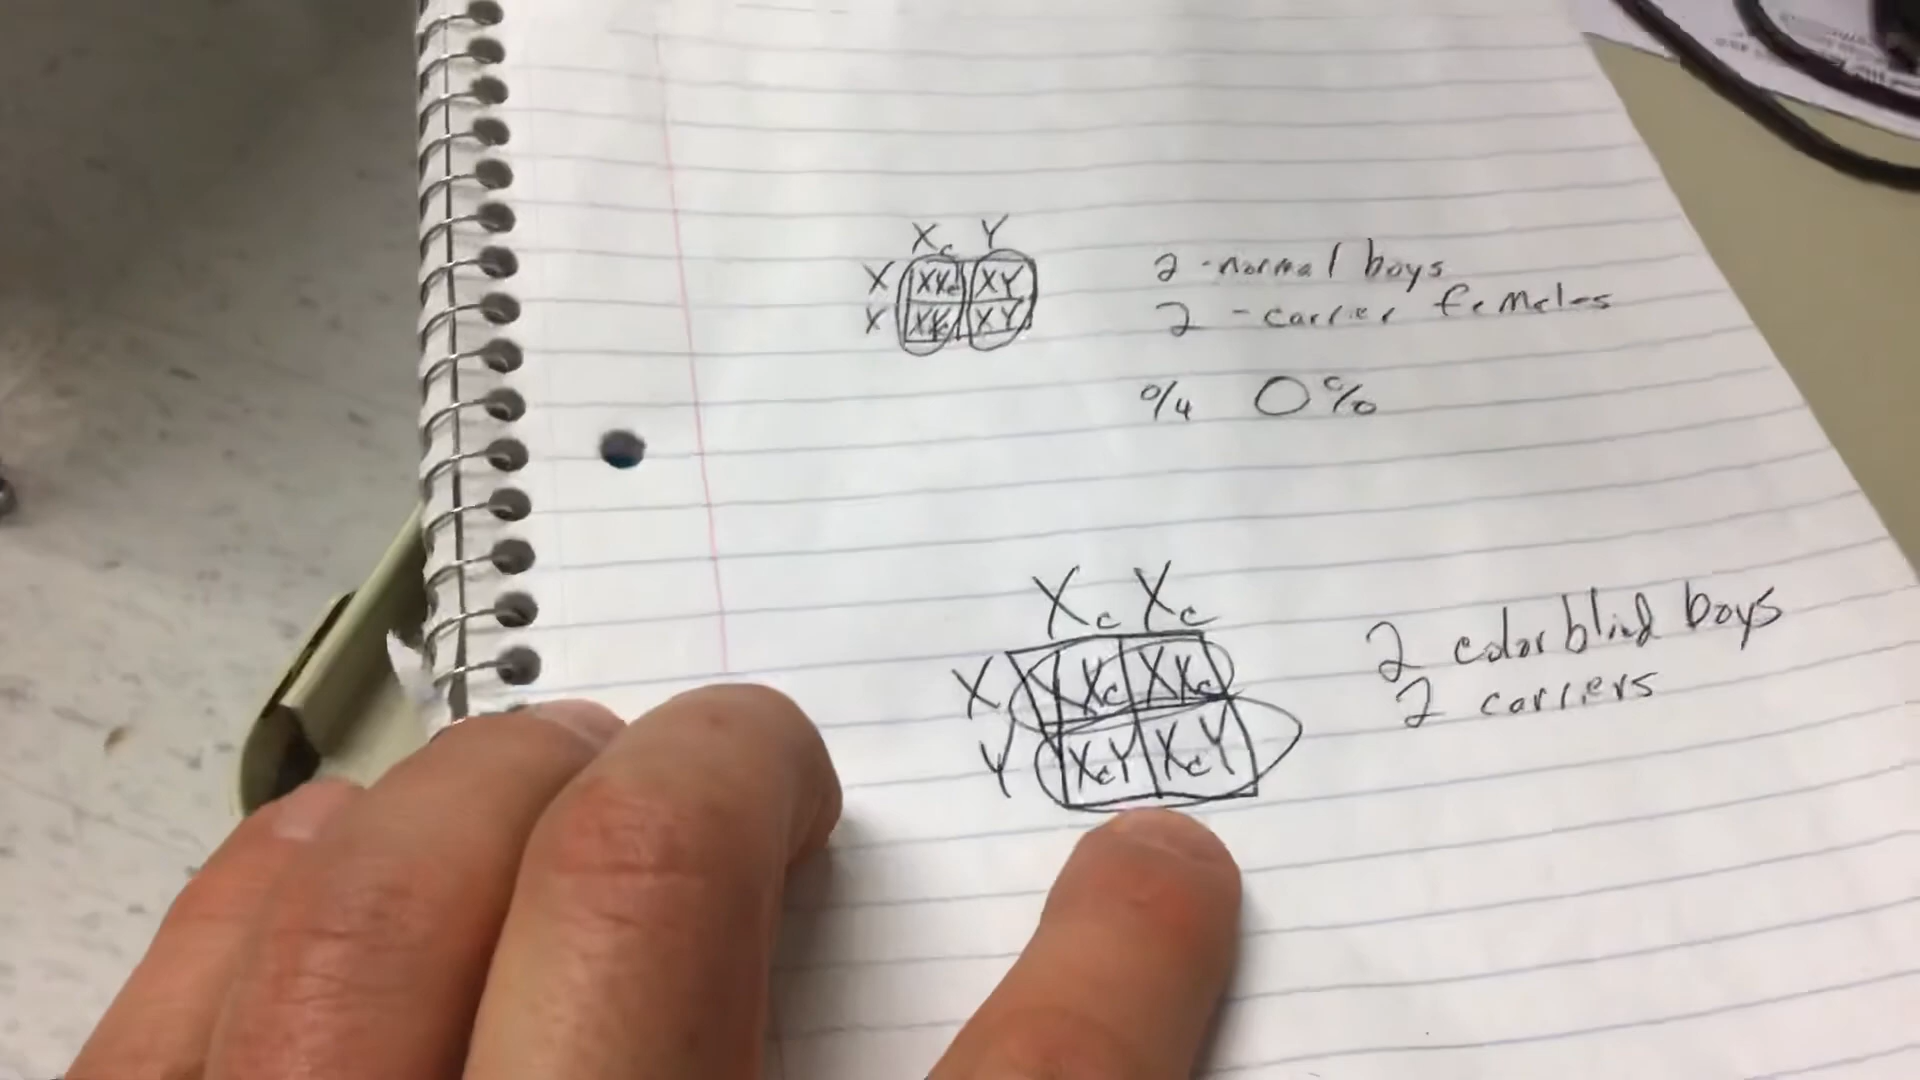 Xc Y
X XXc XY
X XXc XY
2 - normal boys
2 - carrier females
0/4 0%
Xc Xc
X XXc XXc
Y XcY XcY
2 colorblind boys
2 carriers